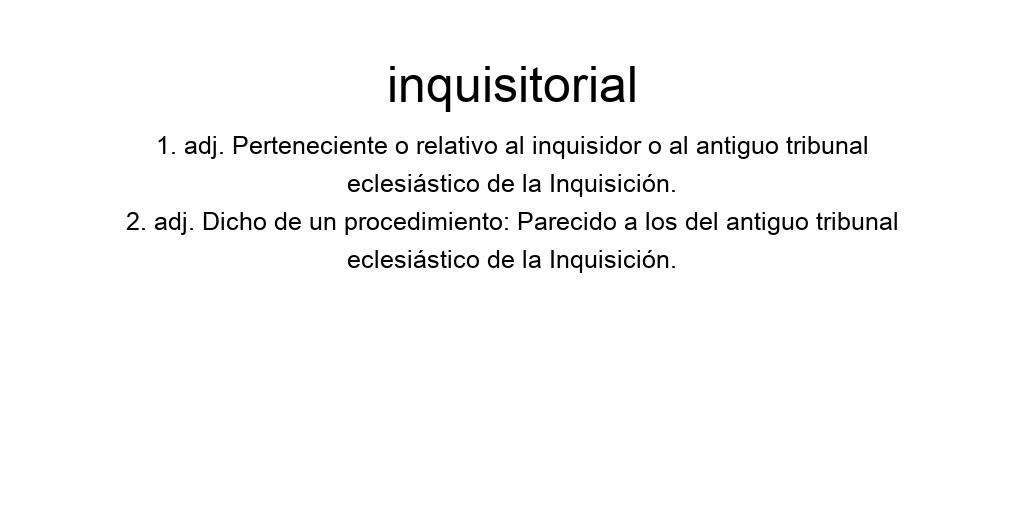 inquisitorial
1. adj. Perteneciente o relativo al inquisidor o al antiguo tribunal
eclesiástico de la Inquisición.
2. adj. Dicho de un procedimiento: Parecido a los del antiguo tribunal
eclesiástico de la Inquisición.